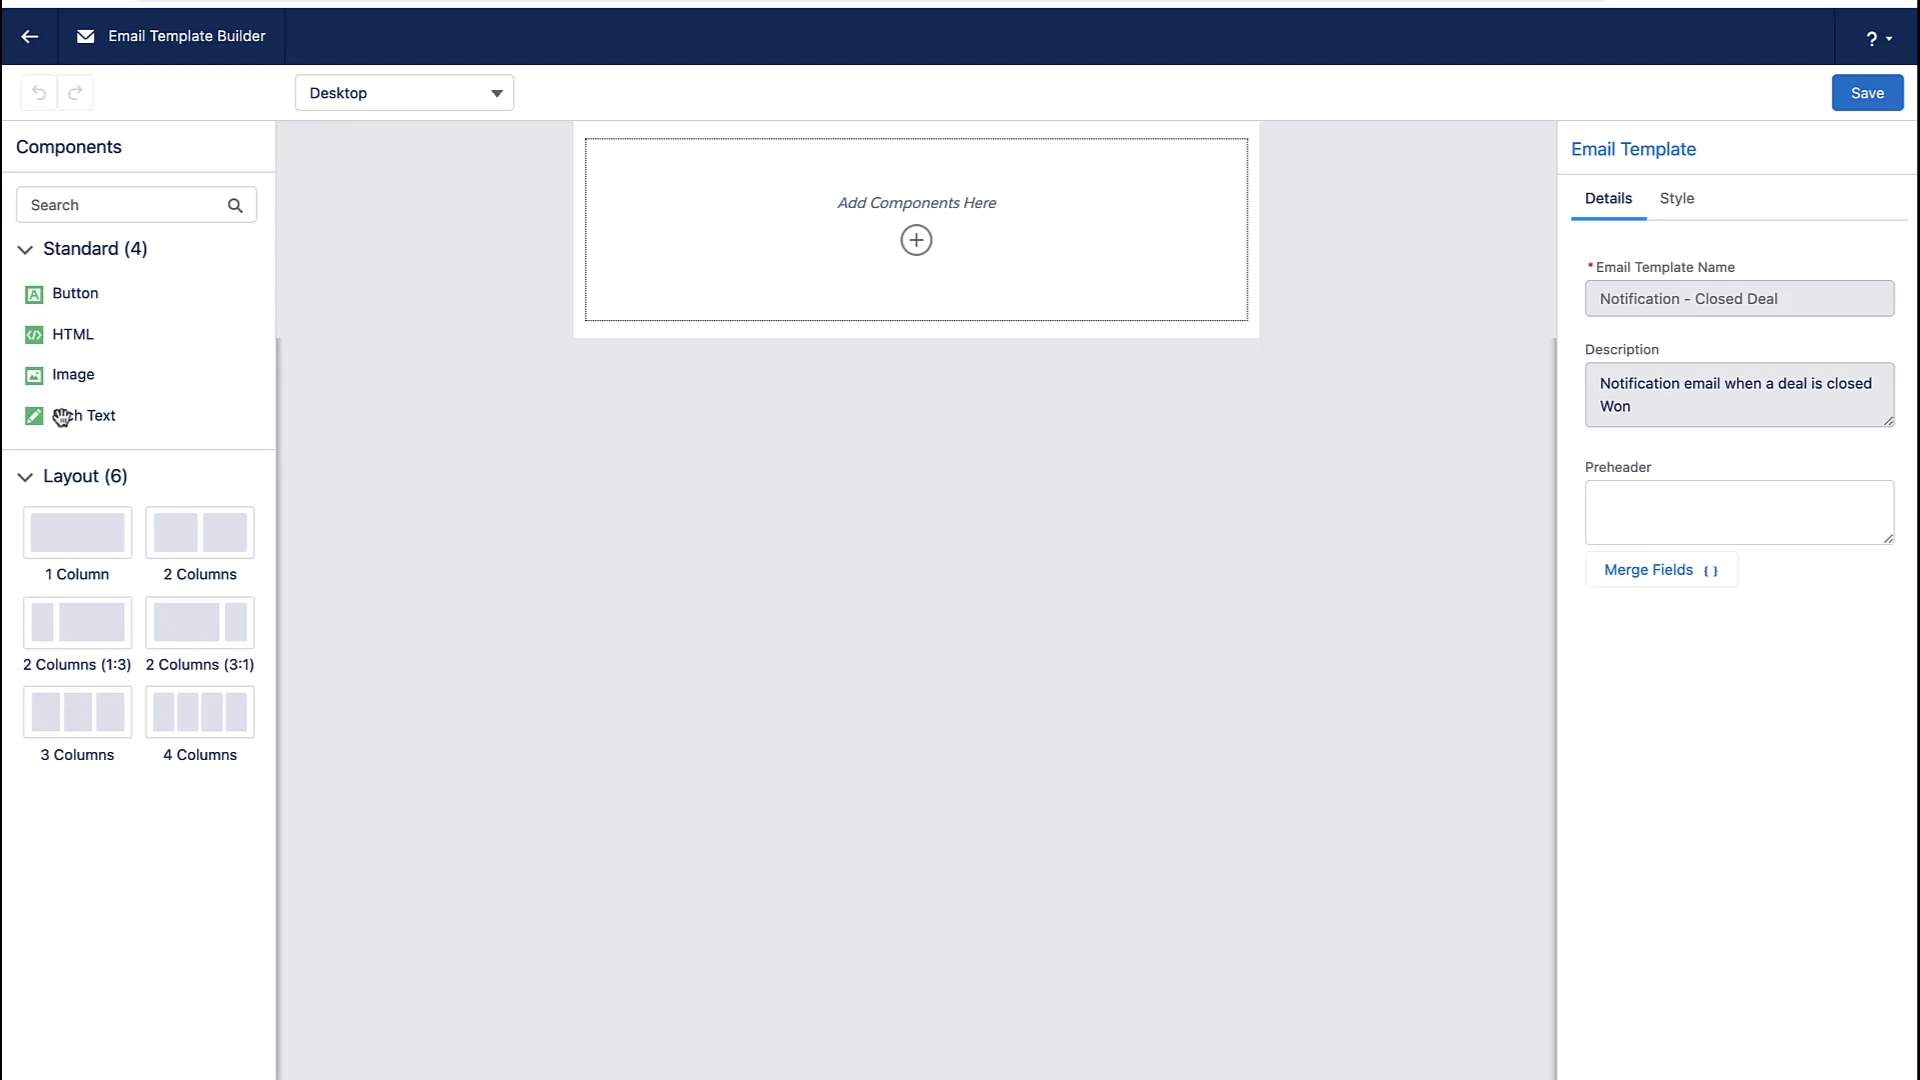 Email Template Builder
?
Desktop
Save
Components
Search
Standard (4)
Button
HTML
Image
Text
Layout (6)
1 Column
2 Columns
2 Columns (1:3)
2 Columns (3:1)
3 Columns
4 Columns
Add Components Here
Email Template
Details
Style
* Email Template Name
Notification - Closed Deal
Description
Notification email when a deal is closed
Won
Preheader
Merge Fields { }